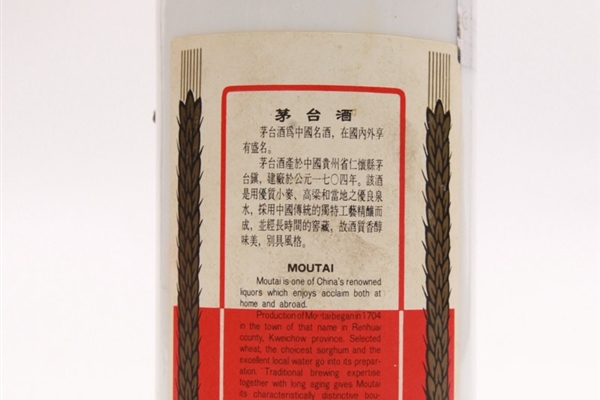 茅台酒
茅台酒爲中國名酒，在國內外享
有盛名。
茅台酒產於中國貴州省仁懷縣茅
台鎭，建廠於公元一七〇四年。該酒
是用優質小麥、高梁和當地之優良泉
水，採用中國傳統的獨特工藝精釀而
成，並經長時間的窖藏，故酒質香醇
味美，別具風格。
MOUTAI
Moutai is one of China's renowned
liquors which enjoys acclaim both at
home and abroad.
Production of Moutai began in 1704
in the town of that name in Renhuai
county, Kweichow province. Selected
wheat, the choicest sorghum and the
excellent local water go into its prepar-
ation. Traditional brewing expertise
together with long aging gives Moutai
its characteristically distinctive bou-